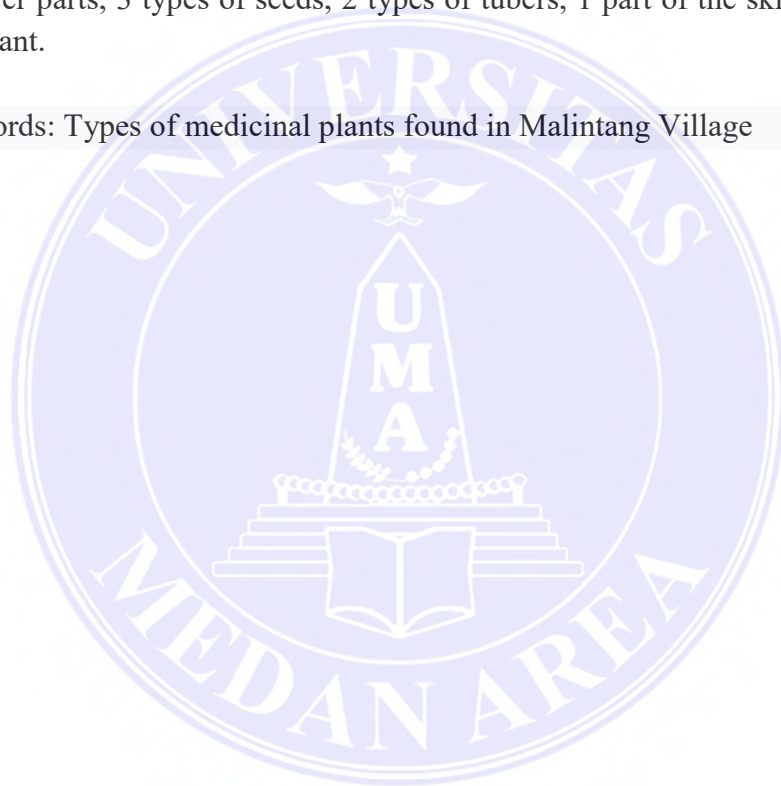 er parts, types of seeds, 2 types of tubers, 1 part of the ski
ant.
ords: Types of medicinal plants found in Malintang Village
UNIVERSITAS
U
M
A
MEDAN AREA